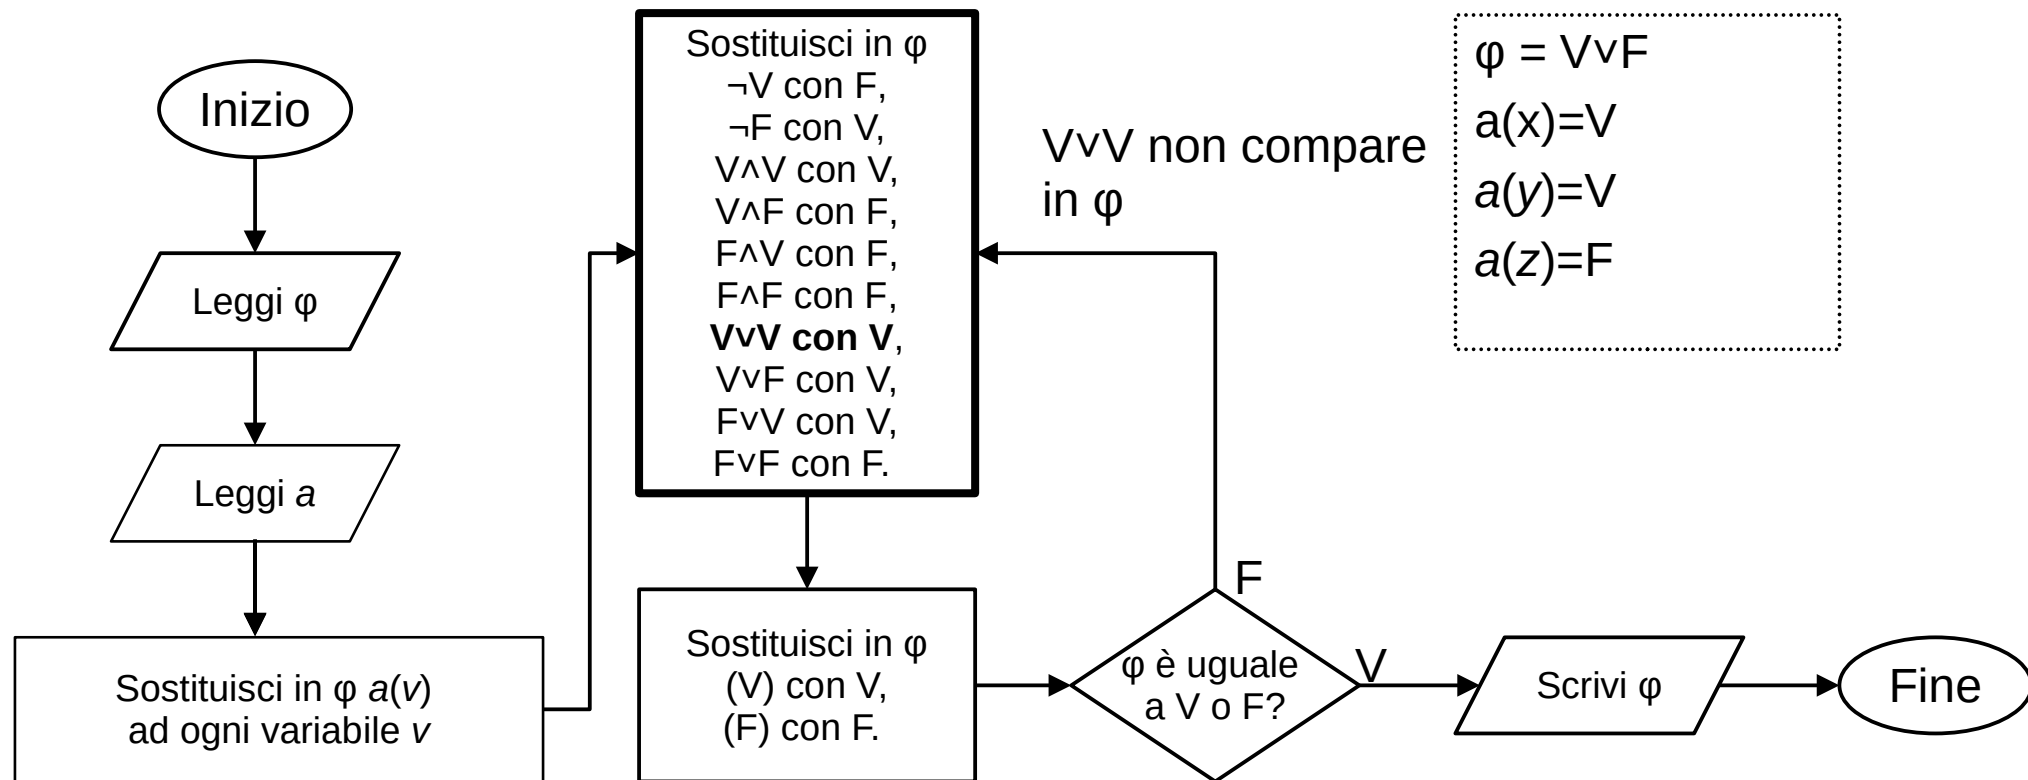 Inizio
Leggi φ
Leggi a
Sostituisci in φ a(v)
ad ogni variabile v
Sostituisci in φ
¬V con F,
¬F con V,
V∧V con V,
V∧F con F,
F∧V con F,
F∧F con F,
V∨V con V,
V∨F con V,
F∨V con V,
F∨F con F.
Sostituisci in φ
(V) con V,
(F) con F.
V∨V non compare
in φ
F
φ è uguale
a V o F?
V
Scrivi φ
Fine
φ = V∨F
a(x)=V
a(y)=V
a(z)=F